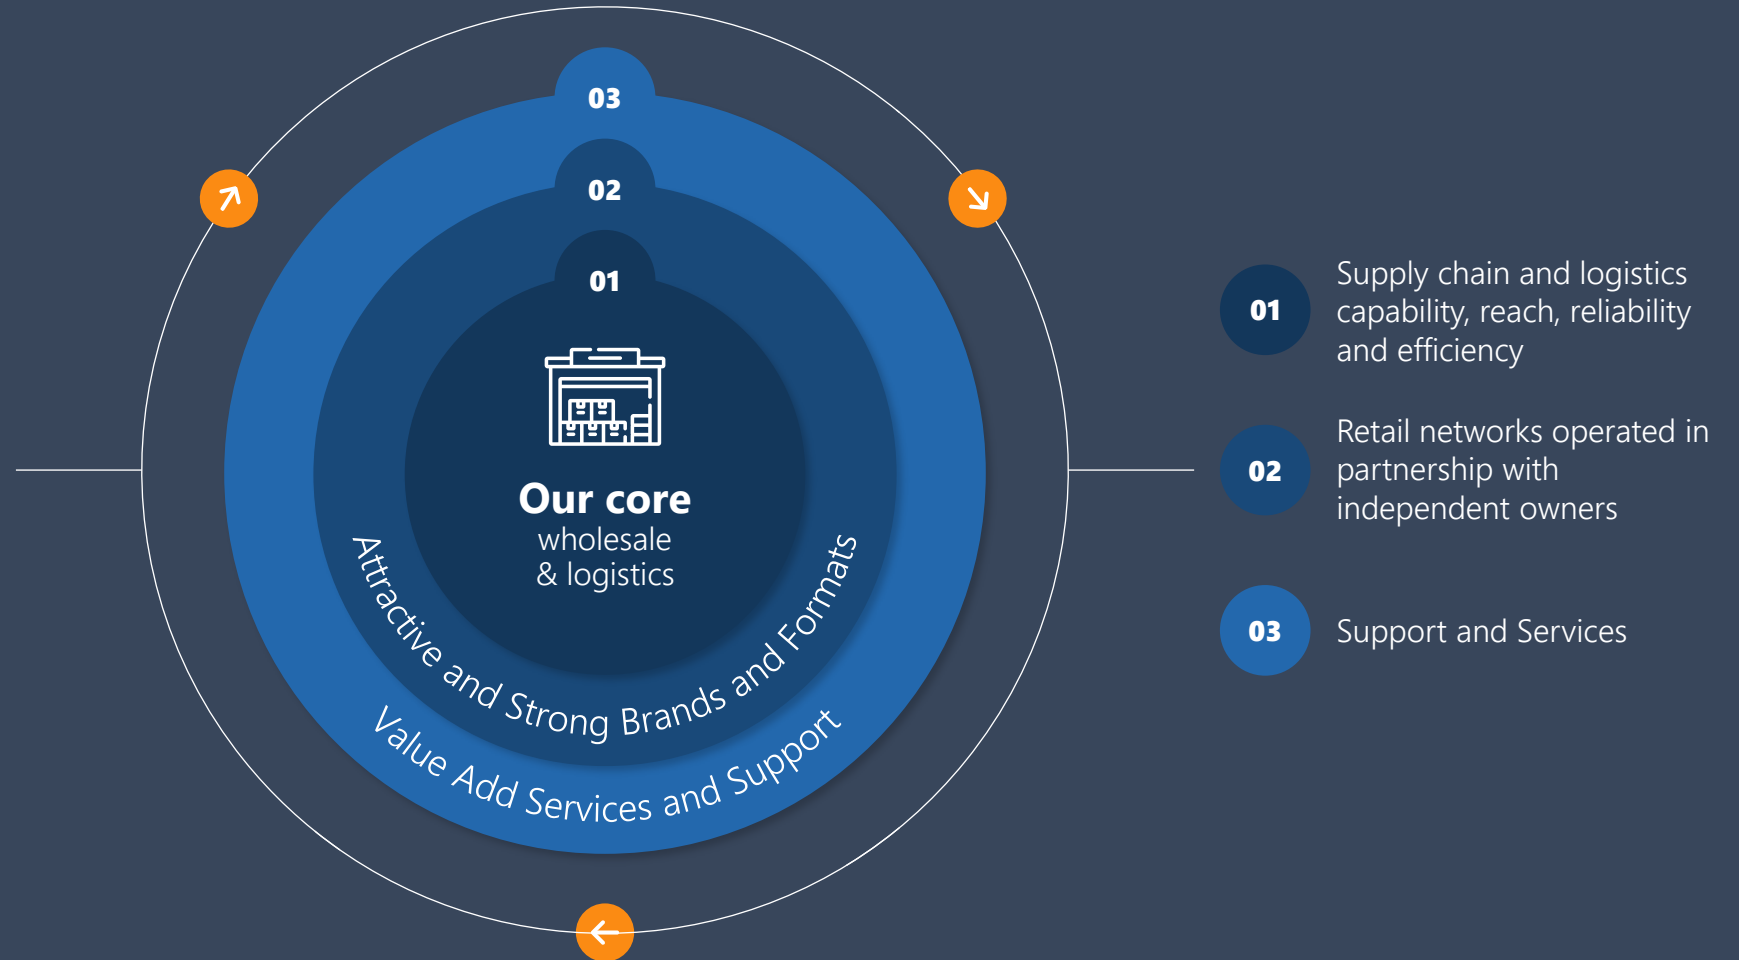 03
02
01
Our core
wholesale
& logistics
Attractive and Strong Brands and Formats
Value Add Services and Support
01
Supply chain and logistics
capability, reach, reliability
and efficiency
02
Retail networks operated in
partnership with
independent owners
03
Support and Services